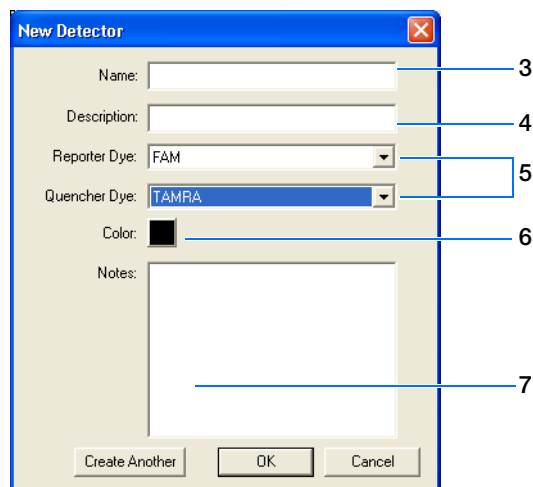 New Detector
Name: 3
Description: 4
Reporter Dye: FAM
5
Quencher Dye: TAMRA
Color: 6
Notes:
7
Create Another OK Cancel